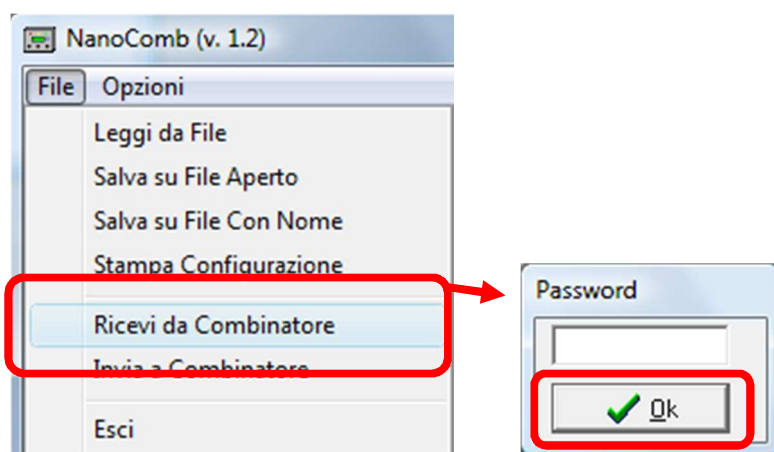 NanoComb (v. 1.2)
File Opzioni
Leggi da File
Salva su File Aperto
Salva su File Con Nome
Stampa Configurazione
Ricevi da Combinatore
Invia a Combinatore
Esci
Password
Ok